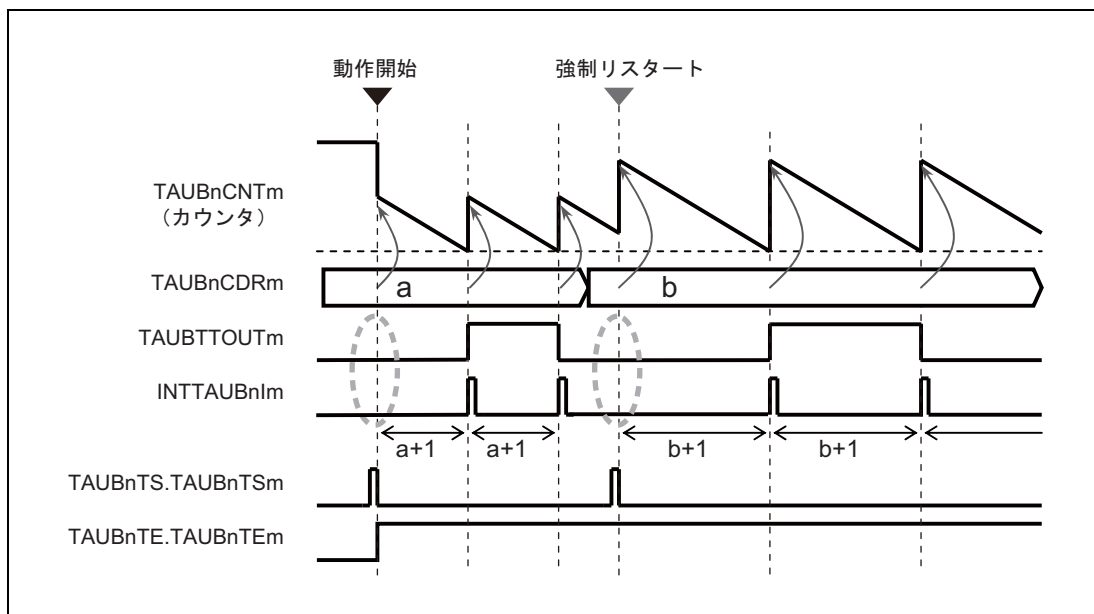 動作開始
強制リスタート
TAUBnCNTm
（カウンタ）
TAUBnCDRm
a
b
TAUBTTOUTm
INTTAUBnIm
a+1
a+1
b+1
b+1
TAUBnTS.TAUBnTSm
TAUBnTE.TAUBnTEm